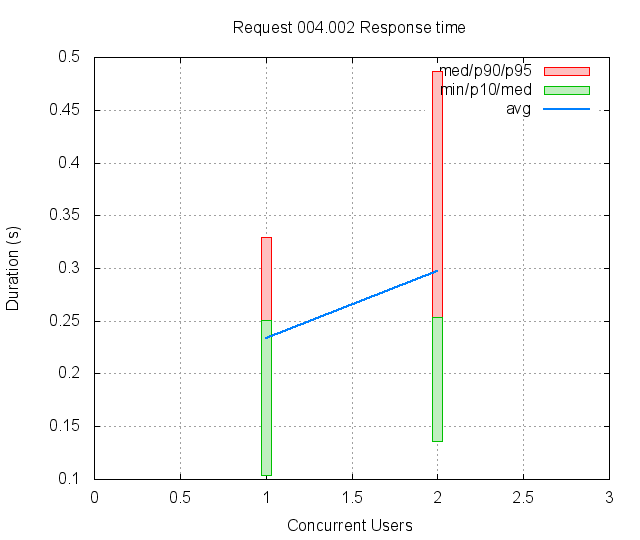 Request 004.002 Response time
0.5
0.45
0.4
0.35
0.3
0.25
0.2
0.15
0.1
Duration (s)
med/p90/p95
min/p10/med
avg
0 0.5 1 1.5 2 2.5 3
Concurrent Users